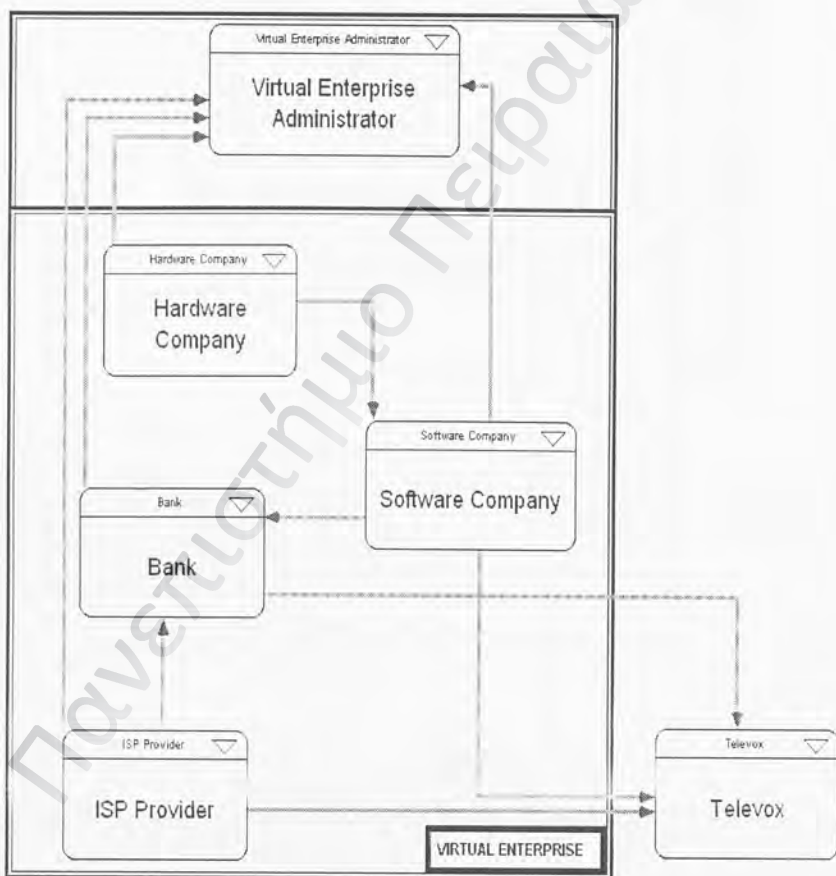 Virtual Enterprise Administrator
Virtual Enterprise
Administrator
Hardware Company
Hardware
Company
Software Company
Software Company
Bank
Bank
ISP Provider
ISP Provider
Televox
Televox
VIRTUAL ENTERPRISE
Πανεπιστήμιο Πειραιώ